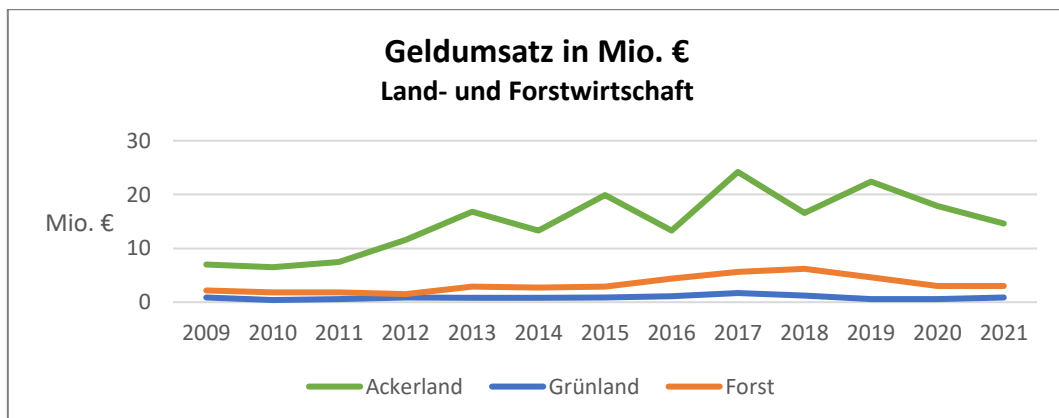 Geldumsatz in Mio. €
Land- und Forstwirtschaft
30
20
Mio. €
10
0
2009 2010 2011 2012 2013 2014 2015 2016 2017 2018 2019 2020 2021
Ackerland Grünland Forst